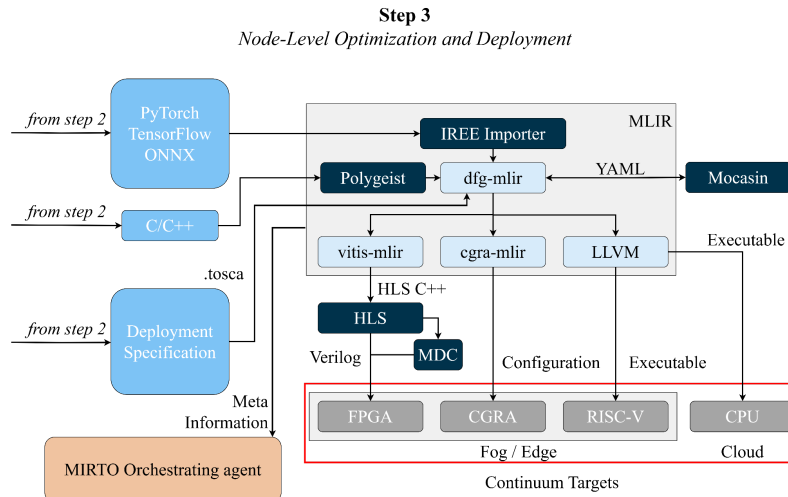 Step 3
Node-Level Optimization and Deployment
from step 2
PyTorch
TensorFlow
ONNX
IREE Importer
MLIR
Polygeist
dfg-mlir
YAML
Mocasin
from step 2
C/C++
vitis-mlir
cgra-mlir
LLVM
Executable
.tosca
HLS C++
from step 2
Deployment
Specification
HLS
MDC
Verilog
Configuration
Executable
Meta
Information
FPGA
CGRA
RISC-V
CPU
Fog / Edge
Cloud
MIRTO Orchestrating agent
Continuum Targets